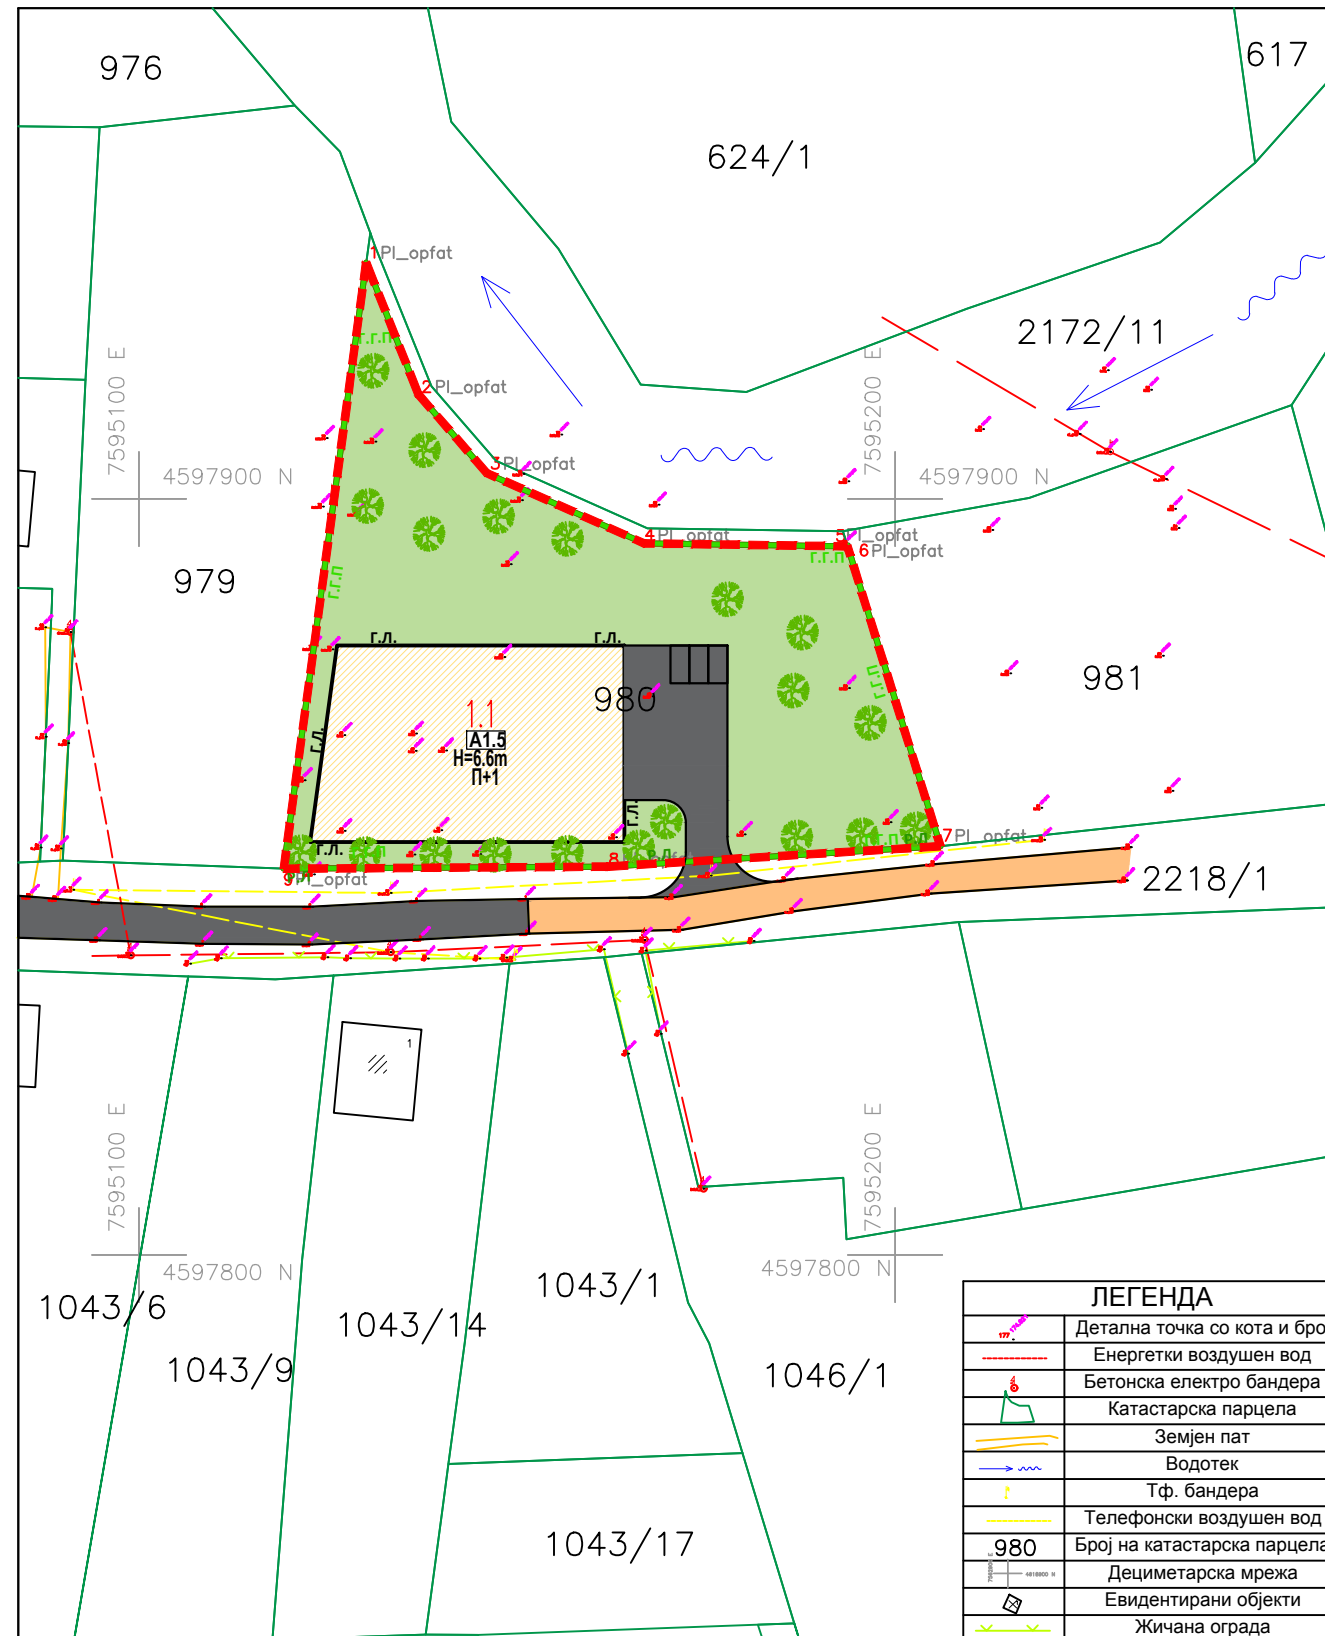 976
617
624/1
1PI_opfat
2172/11
г.г.п
2PI_opfat
7595100 E
7595200 E
3PI_opfat
4597900 N
4597900 N
4PI_opfat
5PI_opfat
6PI_opfat
г.г.п
г.г.п
979
г.л.
г.л.
г.г.п
981
980
1.1
A1.5
H=6.6m
П+1
г.л.
г.л.
г.л.
7PI_opfat
8
9PI_opfat
2218/1
1
7595100 E
7595200 E
4597800 N
4597800 N
1043/6
1043/14
1043/1
1043/9
1046/1
1043/17
ЛЕГЕНДА
Детална точка со кота и бро
Енергетки воздушен вод
Бетонска електро бандера
Катастарска парцела
Земјен пат
Водотек
Тф. бандера
Телефонски воздушен вод
980 Број на катастарска парцела
Дециметарска мрежа
Евидентирани објекти
Жичана ограда